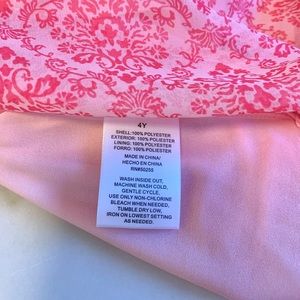 4Y
SHELL:100% POLYESTER
EXTERIOR: 100% POLYESTER
LINING: 100% POLYESTER
FORRO: 100% POLYESTER
MADE IN CHINA/
HECHO EN CHINA
RN#50255
WASH INSIDE OUT,
MACHINE WASH COLD,
GENTLE CYCLE,
USE ONLY NON-CHLORINE
BLEACH WHEN NEEDED,
TUMBLE DRY LOW,
IRON ON LOWEST SETTING
AS NEEDED.